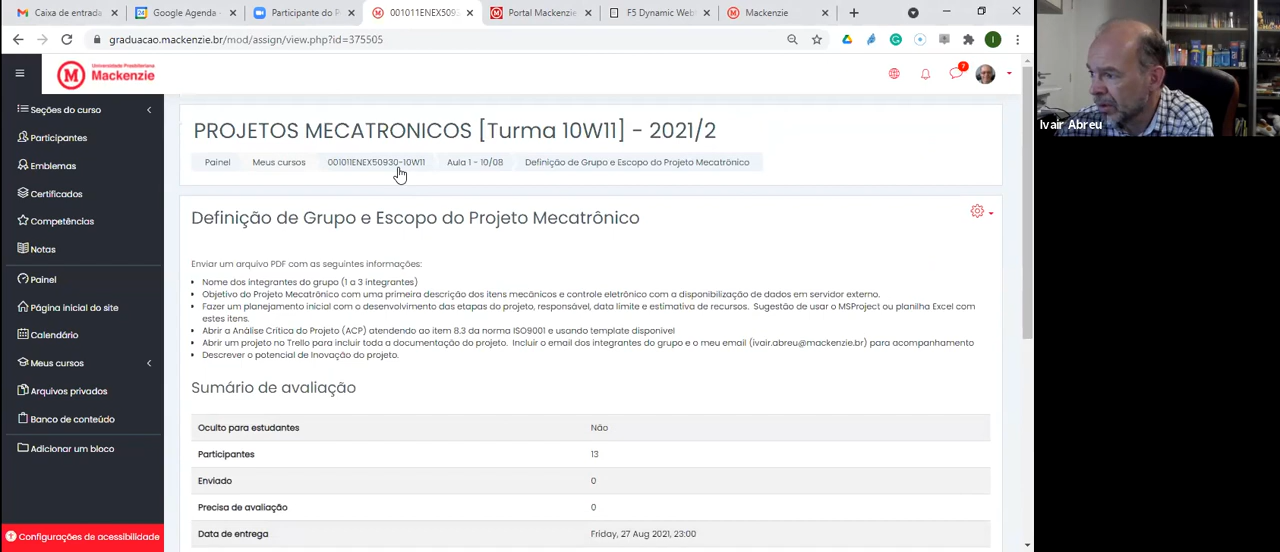 Caixa de entrada
Google Agenda -
Participante do P
001011ENEX5093
Portal Mackenzie
F5 Dynamic Web
Mackenzie
graduacao.mackenzie.br/mod/assign/view.php?id=375505
I
Universidade Presbiteriana
Mackenzie
7
Seções do curso
Participantes
Emblemas
Certificados
Competências
Notas
Painel
Página inicial do site
Calendário
Meus cursos
Arquivos privados
Banco de conteúdo
Adicionar um bloco
Configurações de acessibilidade
PROJETOS MECATRONICOS [Turma 10W11] - 2021/2
Painel Meus cursos 001011ENEX50930-10W11 Aula 1 - 10/08 Definição de Grupo e Escopo do Projeto Mecatrônico
Definição de Grupo e Escopo do Projeto Mecatrônico
Enviar um arquivo PDF com as seguintes informações:
Nome dos integrantes do grupo (1 a 3 integrantes)
Objetivo do Projeto Mecatrônico com uma primeira descrição dos itens mecânicos e controle eletrônico com a disponibilização de dados em servidor externo.
Fazer um planejamento inicial com o desenvolvimento das etapas do projeto, responsável, data limite e estimativa de recursos. Sugestão de usar o MSProject ou planilha Excel com
estes itens.
Abrir a Análise Crítica do Projeto (ACP) atendendo ao item 8.3 da norma ISO9001 e usando template disponivel
Abrir um projeto no Trello para incluir toda a documentação do projeto. Incluir o email dos integrantes do grupo e o meu email (ivair.abreu@mackenzie.br) para acompanhamento
Descrever o potencial de Inovação do projeto.
Sumário de avaliação
Oculto para estudantes Não
Participantes 13
Enviado 0
Precisa de avaliação 0
Data de entrega Friday, 27 Aug 2021, 23:00
Ivair Abreu